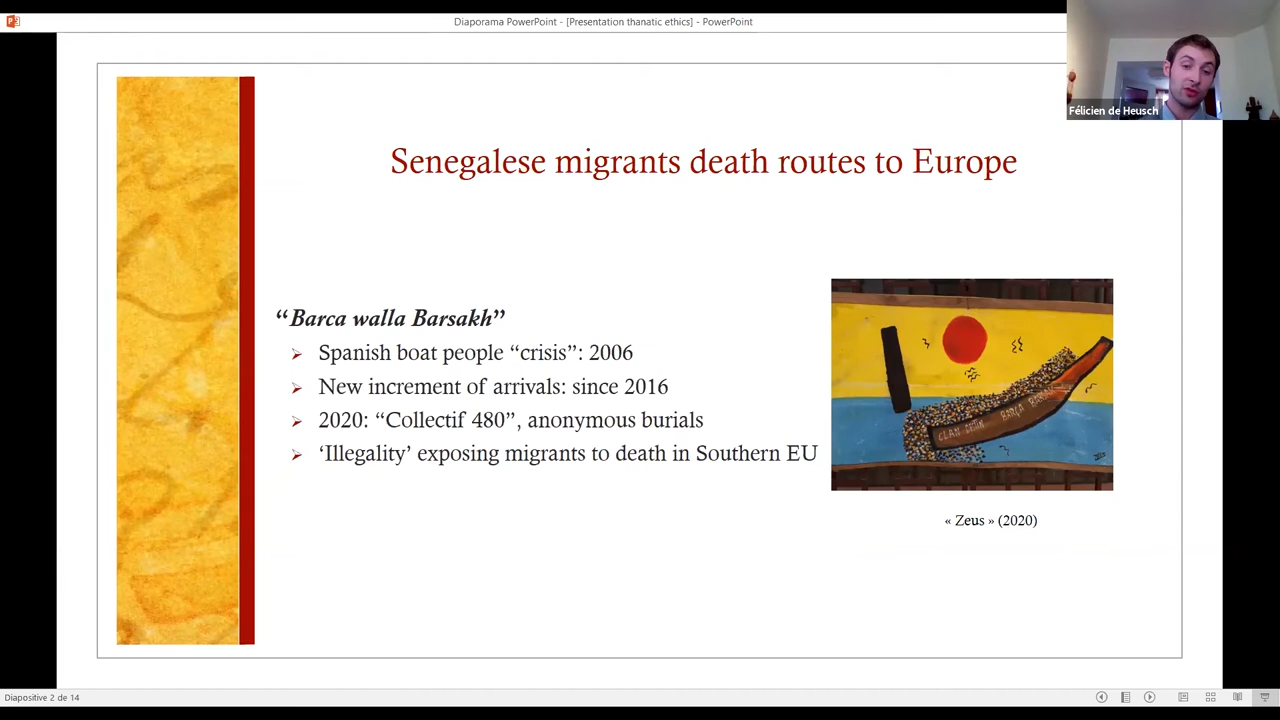 Diaporama PowerPoint - [Presentation thanatic ethics] - PowerPoint
Félicien de Heusch
Senegalese migrants death routes to Europe
“Barca walla Barsakh”
Spanish boat people “crisis”: 2006
New increment of arrivals: since 2016
2020: “Collectif 480”, anonymous burials
‘Illegality’ exposing migrants to death in Southern EU
BARÇA
« Zeus » (2020)
Diapositive 2 de 14